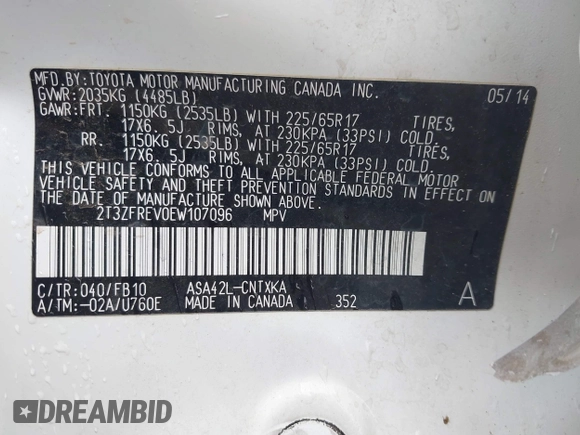 MFD.BY:TOYOTA MOTOR MANUFACTURING CANADA INC.
GVWR:2035KG (4485LB) 05/14
GAWR:FRT. 1150KG (2535LB) WITH 225/65R17 TIRES,
17X6. 5J RIMS, AT 230KPA (33PSI) COLD
RR. 1150KG (2535LB) WITH 225/65R17 TIRES,
17X6. 5J RIMS, AT 230KPA (33PSI) COLD.
THIS VEHICLE CONFORMS TO ALL APPLICABLE FEDERAL MOTOR
VEHICLE SAFETY AND THEFT PREVENTION STANDARDS IN EFFECT ON
THE DATE OF MANUFACTURE SHOWN ABOVE.
2T3ZFREV0EW107096 MPV
C/TR:040/FB10 ASA42L-CNTXKA
A/TM:-02A/U760E MADE IN CANADA 352 A
DREAMBID